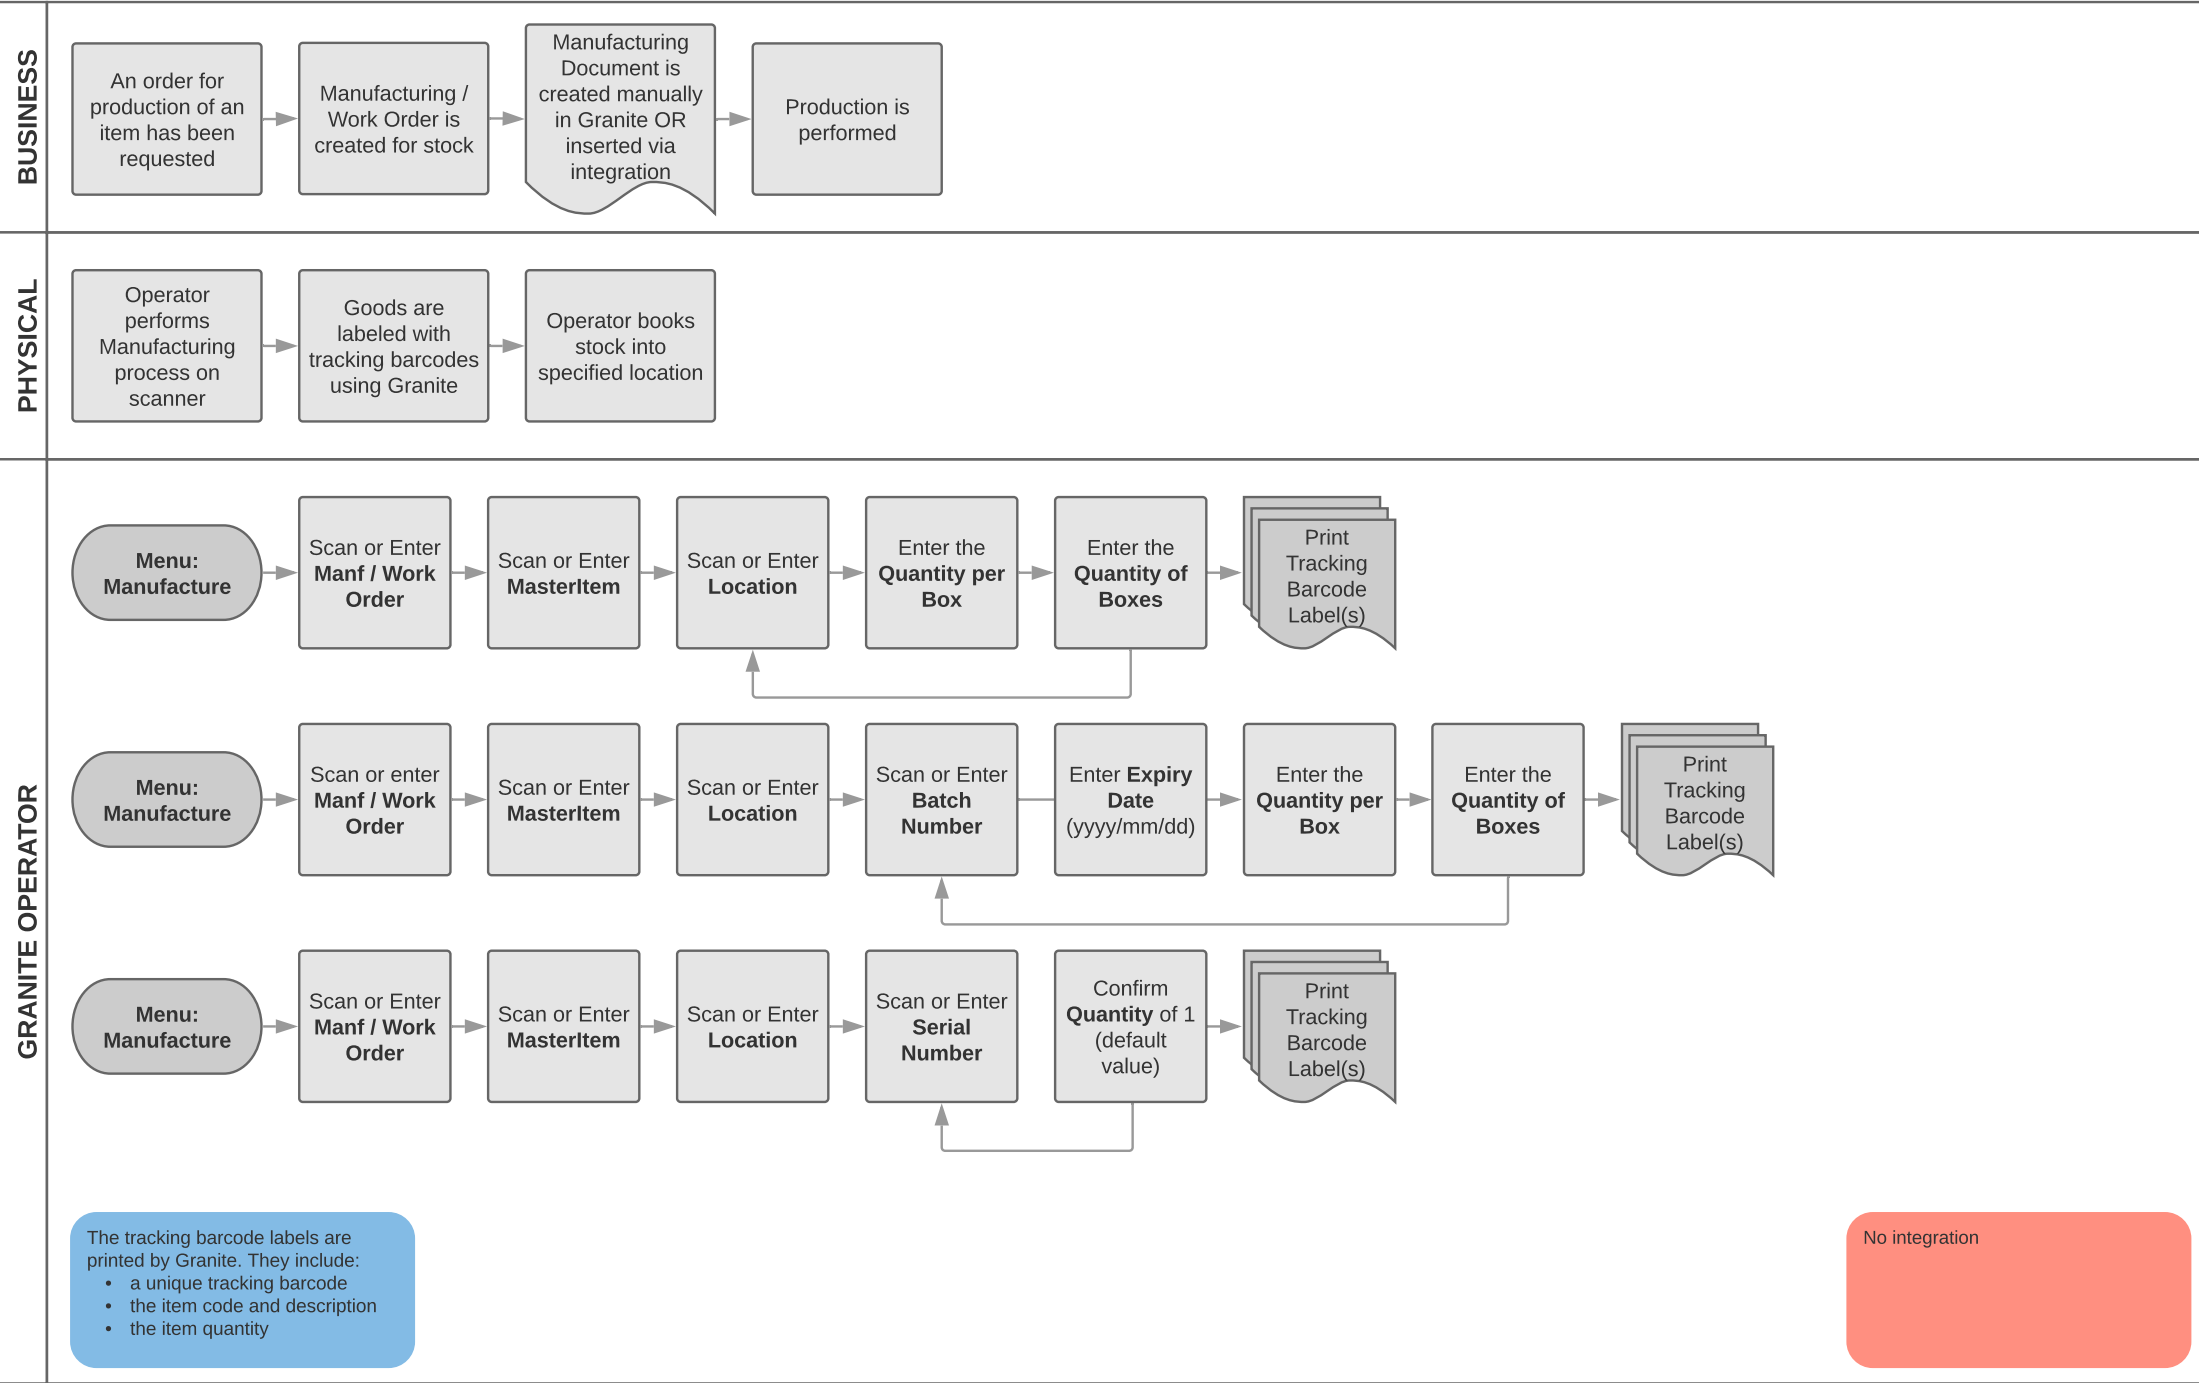 BUSINESS
An order for
production of an
item has been
requested
Manufacturing /
Work Order is
created for stock
Manufacturing
Document is
created manually
in Granite OR
inserted via
integration
Production is
performed
PHYSICAL
Operator
performs
Manufacturing
process on
scanner
Goods are
labeled with
tracking barcodes
using Granite
Operator books
stock into
specified location
GRANITE OPERATOR
Menu:
Manufacture
Scan or Enter
Manf / Work
Order
Scan or Enter
MasterItem
Scan or Enter
Location
Enter the
Quantity per
Box
Enter the
Quantity of
Boxes
Print
Tracking
Barcode
Label(s)
Menu:
Manufacture
Scan or enter
Manf / Work
Order
Scan or Enter
MasterItem
Scan or Enter
Location
Scan or Enter
Batch
Number
Enter Expiry
Date
(yyyy/mm/dd)
Enter the
Quantity per
Box
Enter the
Quantity of
Boxes
Print
Tracking
Barcode
Label(s)
Menu:
Manufacture
Scan or Enter
Manf / Work
Order
Scan or Enter
MasterItem
Scan or Enter
Location
Scan or Enter
Serial
Number
Confirm
Quantity of 1
(default
value)
Print
Tracking
Barcode
Label(s)
The tracking barcode labels are
printed by Granite. They include:
• a unique tracking barcode
• the item code and description
• the item quantity
No integration